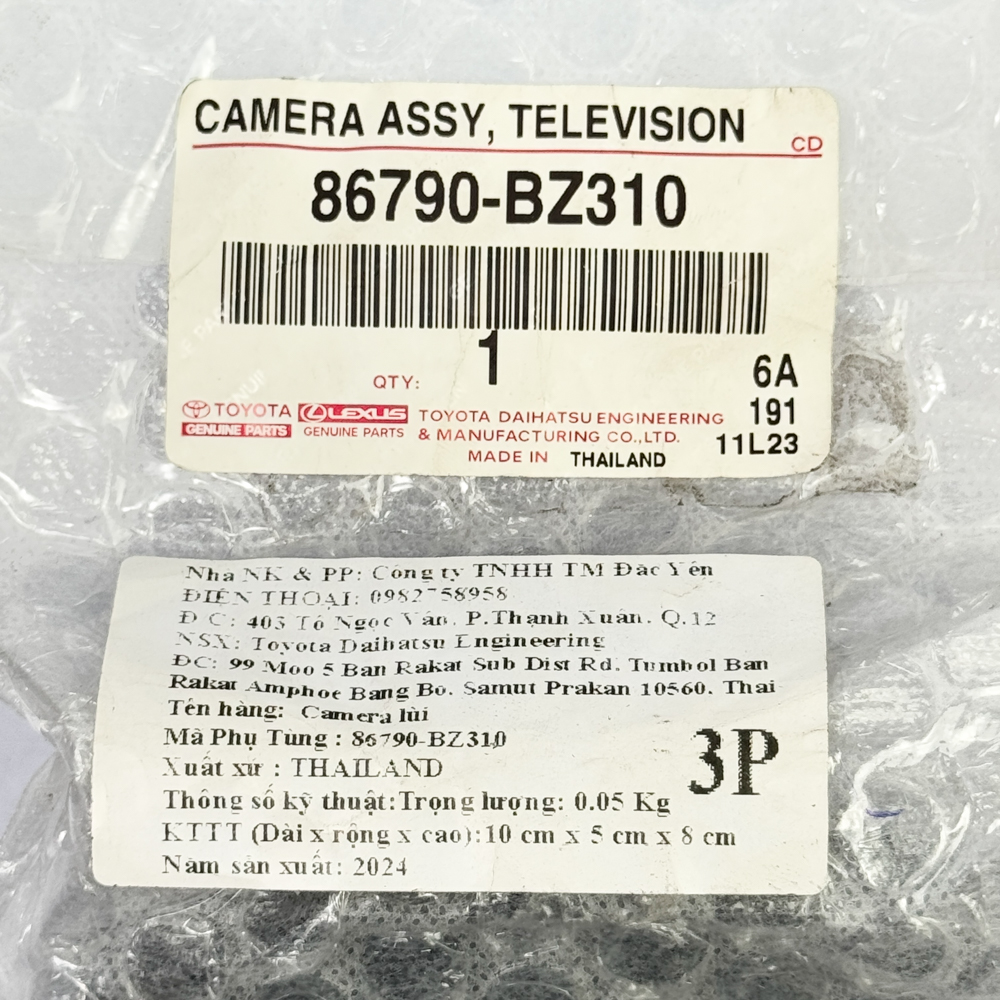 CAMERA ASSY, TELEVISION
CD
86790-BZ310
1
QTY:
6A
191
11L23
TOYOTA
GENUINE PARTS
LEXUS
GENUINE PARTS
TOYOTA DAIHATSU ENGINEERING
& MANUFACTURING CO.,LTD.
MADE IN THAILAND
Nhà NK & PP: Công ty TNHH TM Đắc Yến
ĐIỆN THOẠI: 0982758958
Đ C: 403 Tô Ngọc Vân. P.Thạnh Xuân. Q.12
NSX: Toyota Daihatsu Engineering
ĐC: 99 Moo 5 Ban Rakat Sub Dist Rd. Tumbol Ban
Rakat Amphoe Bang Bo. Samut Prakan 10560. Thai
Tên hàng: Camera lùi
Mã Phụ Tùng : 86790-BZ310
Xuất xứ : THAILAND
3P
Thông số kỹ thuật:Trọng lượng: 0.05 Kg
KTTT (Dài x rộng x cao):10 cm x 5 cm x 8 cm
Năm sản xuất: 2024